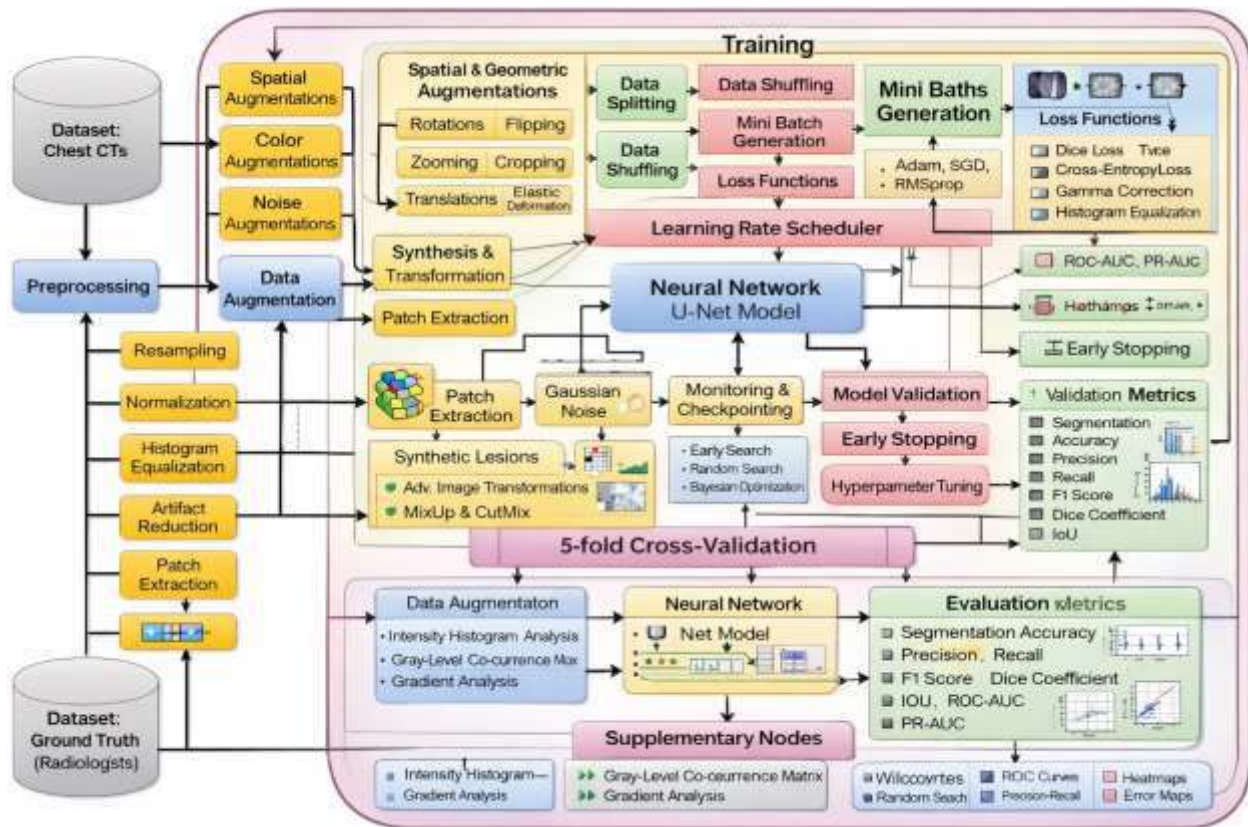 Training
Dataset:
Chest CTs
Preprocessing
Resampling
Normalization
Histogram
Equalization
Artifact
Reduction
Patch
Extraction
Dataset:
Ground Truth
(Radiologsts)
Spatial
Augmentations
Color
Augmentations
Noise
Augmentations
Data
Augmentation
Spatial & Geometric
Augmentations
Rotations Flipping
Zooming Cropping
Translations Elastic
Deformation
Synthesis &
Transformation
Patch Extraction
Data
Splitting
Data
Shuffling
Data Shuffling
Mini Batch
Generation
Loss Functions
Mini Baths
Generation
• Adam, SGD,
• RMSprop
Loss Functions
Dice Loss
Cross-EntropyLoss
Gamma Correction
Histogram Equalization
Learning Rate Scheduler
Neural Network
U-Net Model
ROC-AUC, PR-AUC
Early Stopping
Patch
Extraction
Gaussian
Noise
Monitoring &
Checkpointing
• Early Search
• Random Search
• Bayesian Optimization
Model Validation
Early Stopping
Hyperpameter Tuning
Synthetic Lesions
Adv. Image Transformations
MixUp & CutMix
Validation Metrics
Segmentation
Accuracy
Precision
Recall
F1 Score
Dice Coefficient
IoU
5-fold Cross-Validation
Data Augmentaton
• Intensity Histogram Analysis
• Gray-Level Co-currence Mox
• Gradient Analysis
Neural Network
Net Model
Evaluation Metrics
Segmentation Accuracy
Precision, Recall
F1 Score Dice Coefficient
IOU, ROC-AUC
PR-AUC
Supplementary Nodes
Intensity Histogram
Gradient Analysis
Gray-Level Co-ocurrence Matrix
Gradient Analysis
Random Seach
Curves
Heatmaps
Error Maps